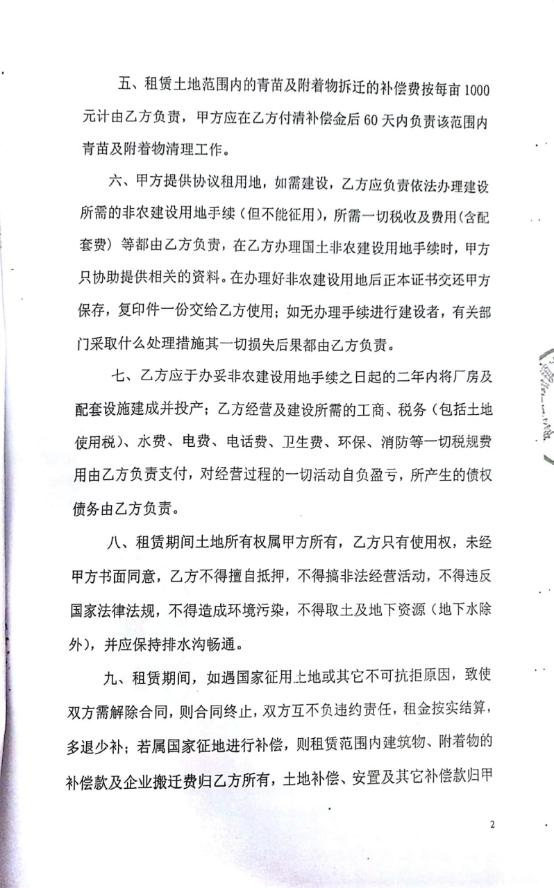 五、租赁土地范围内的青苗及附着物拆迁的补偿费按每亩 1000
元计由乙方负责，甲方应在乙方付清补偿金后 60 天内负责该范围内
青苗及附着物清理工作。
六、甲方提供协议租用地，如需建设，乙方应负责依法办理建设
所需的非农建设用地手续（但不能征用），所需一切税收及费用（含配
套费）等都由乙方负责，在乙方办理国土非农建设用地手续时，甲方
只协助提供相关的资料。在办理好非农建设用地后正本证书交还甲方
保存，复印件一份交给乙方使用；如无办理手续进行建设者，有关部
门采取什么处理措施其一切损失后果都由乙方负责。
七、乙方应于办妥非农建设用地手续之日起的二年内将厂房及
配套设施建成并投产；乙方经营及建设所需的工商、税务（包括土地
使用税）、水费、电费、电话费、卫生费、环保、消防等一切税规费
用由乙方负责支付，对经营过程的一切活动自负盈亏，所产生的债权
债务由乙方负责。
八、租赁期间土地所有权属甲方所有，乙方只有使用权，未经
甲方书面同意，乙方不得擅自抵押，不得搞非法经营活动，不得违反
国家法律法规，不得造成环境污染，不得取土及地下资源（地下水除
外），并应保持排水沟畅通。
九、租赁期间，如遇国家征用土地或其它不可抗拒原因，致使
双方需解除合同，则合同终止，双方互不负违约责任，租金按实结算，
多退少补；若属国家征地进行补偿，则租赁范围内建筑物、附着物的
补偿款及企业搬迁费归乙方所有，土地补偿、安置及其它补偿款归甲
2